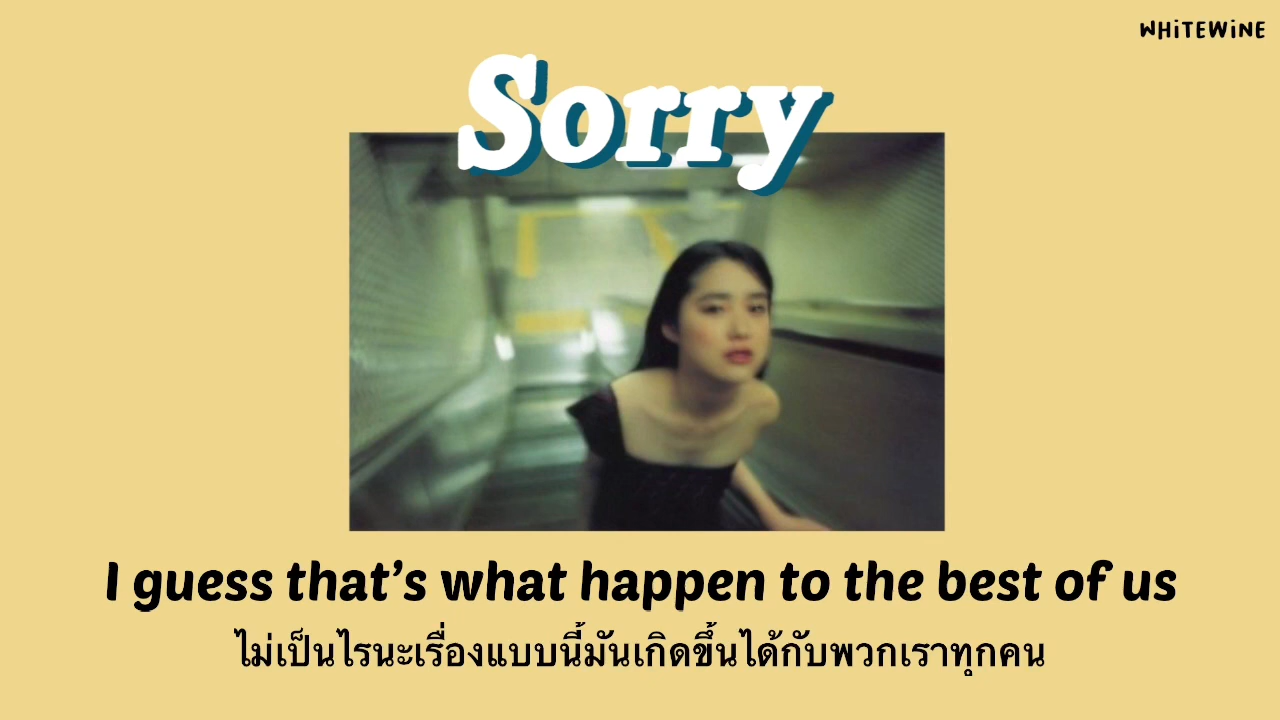 WHiTEWiNE
Sorry
I guess that’s what happen to the best of us
ไม่เป็นไรนะเรื่องแบบนี้มันเกิดขึ้นได้กับพวกเราทุกคน